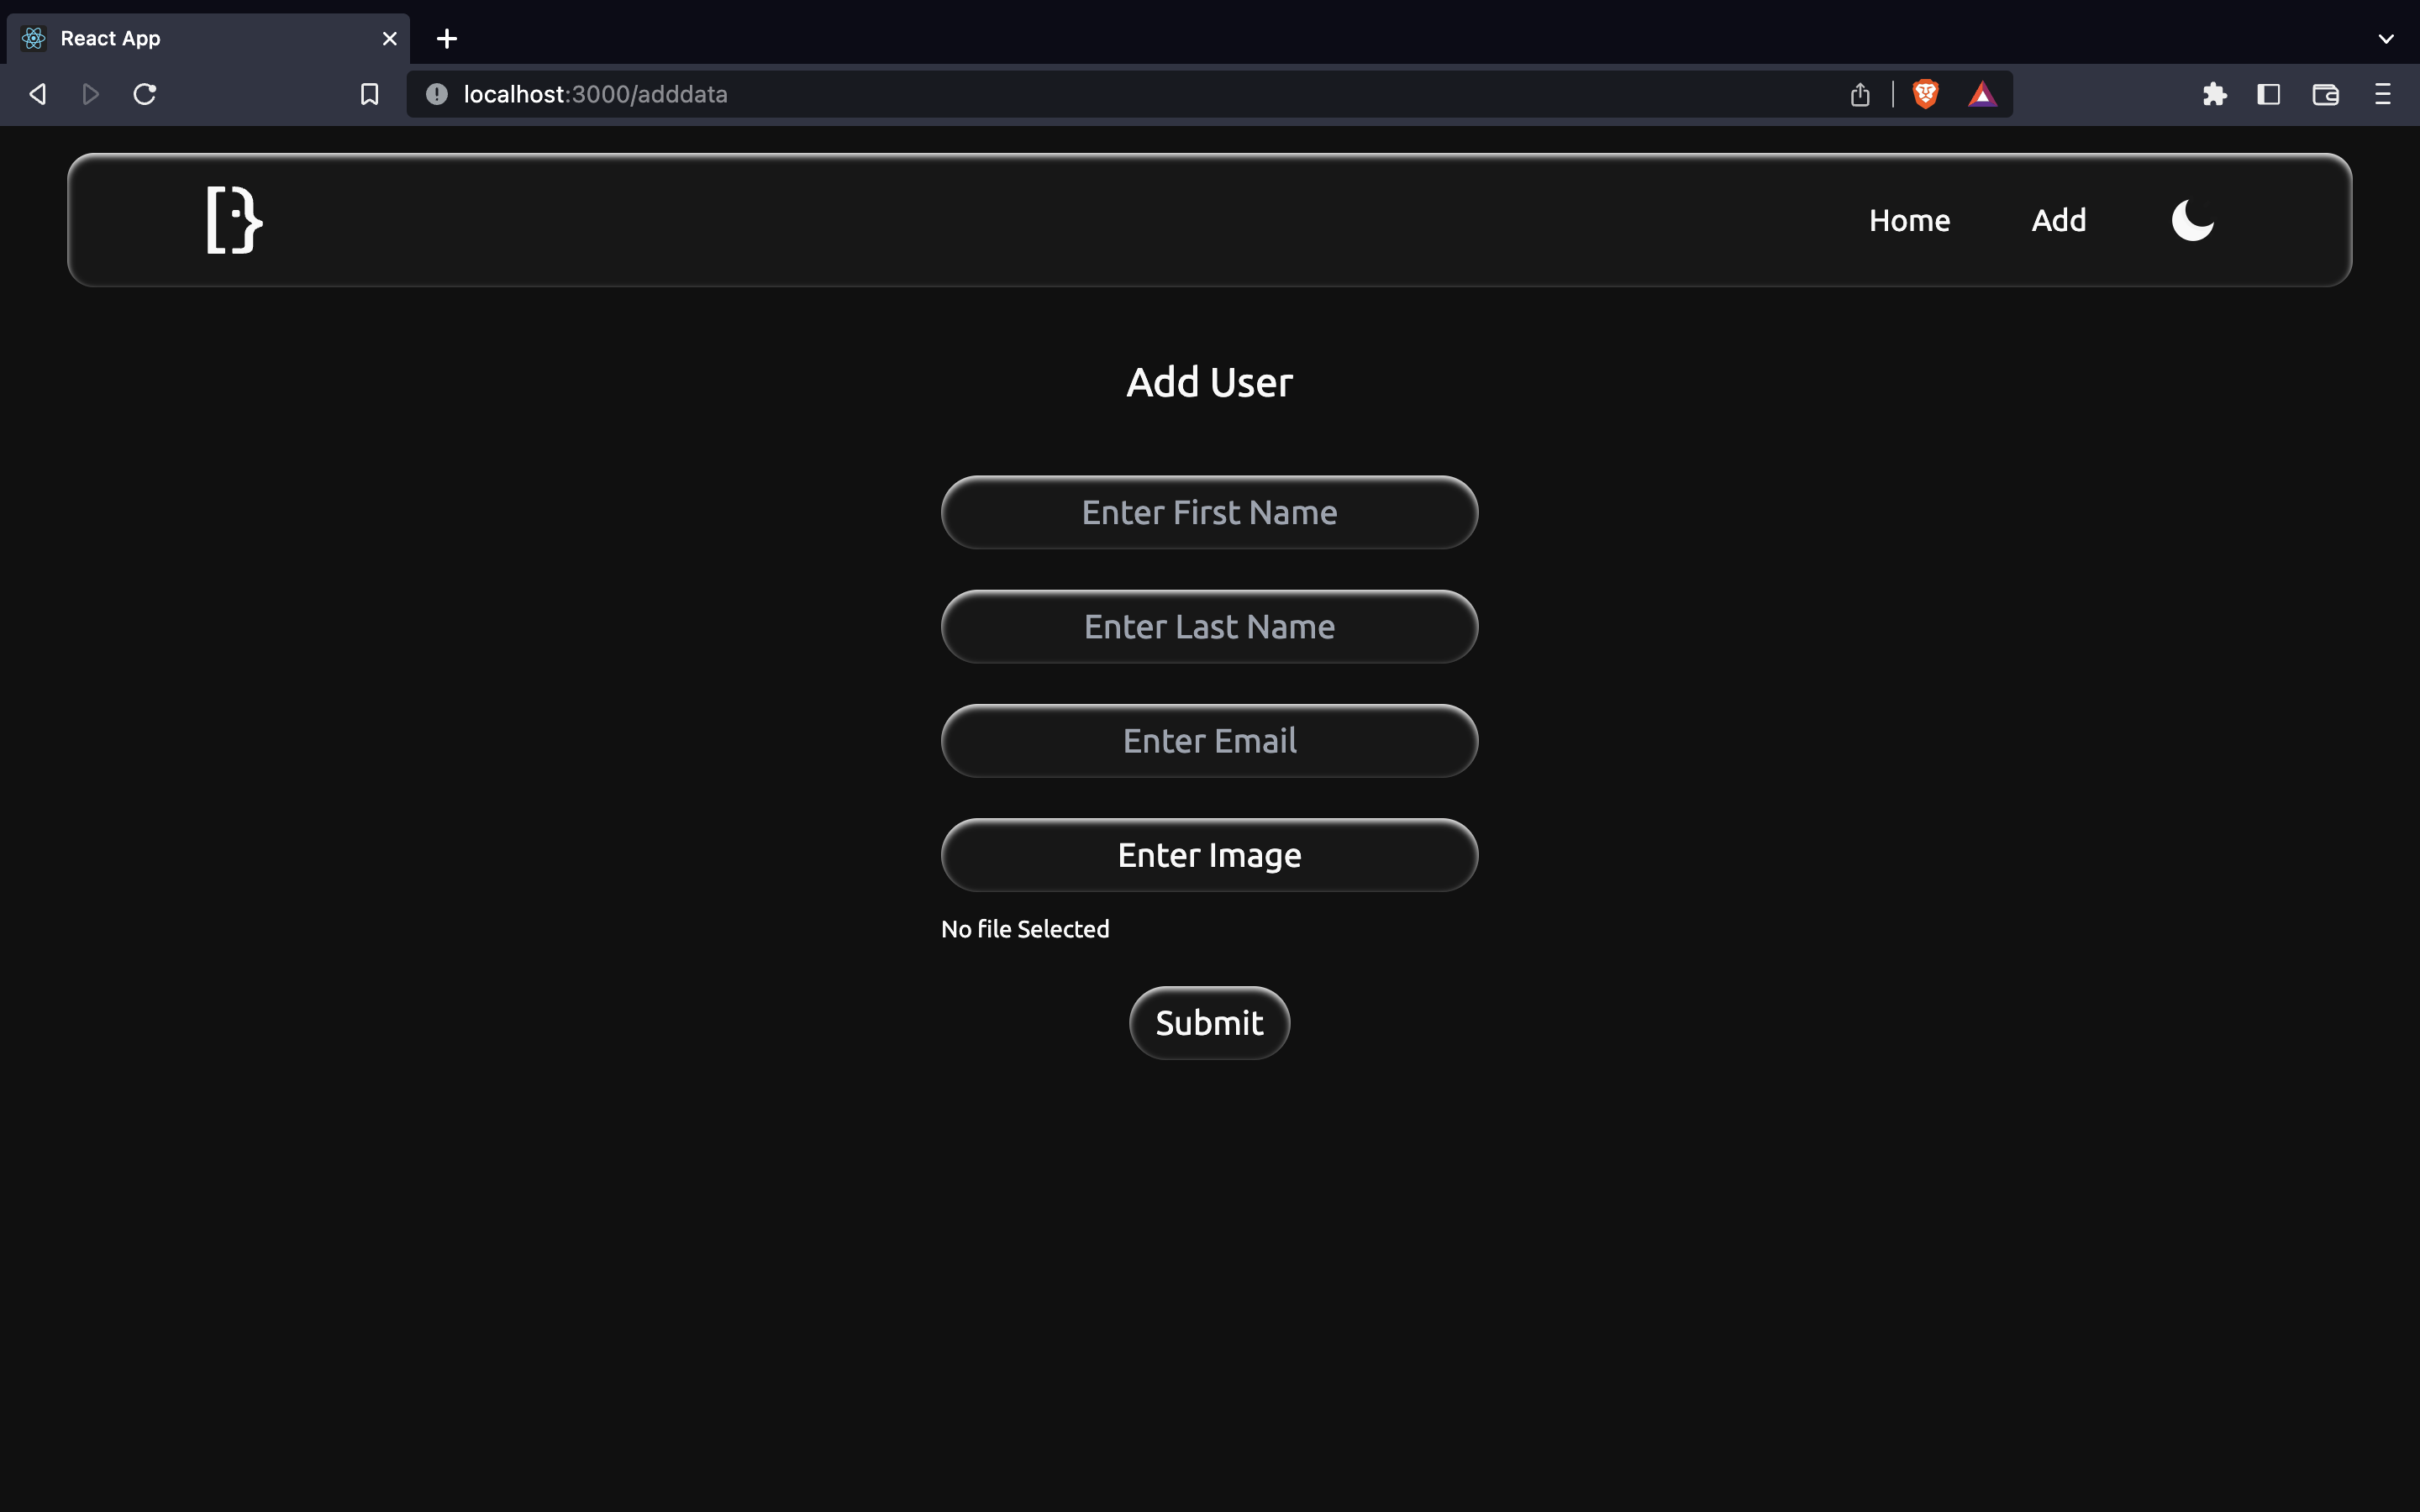 React App
localhost:3000/adddata
[·}
Home
Add
Add User
Enter First Name
Enter Last Name
Enter Email
Enter Image
No file Selected
Submit